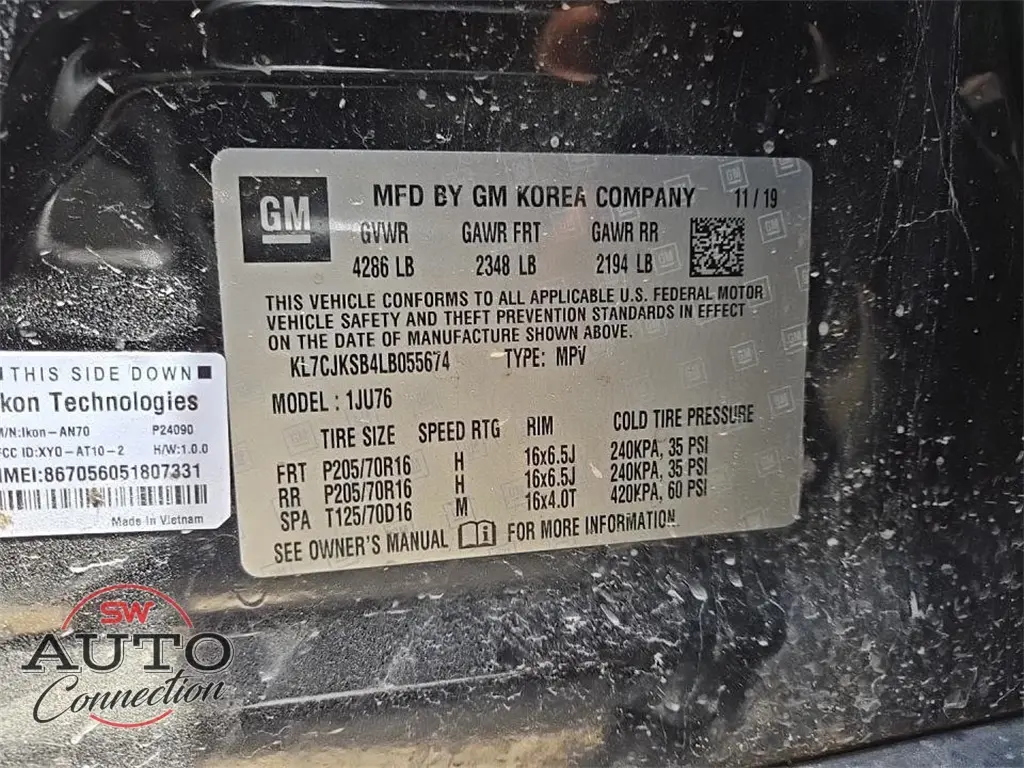 GM
MFD BY GM KOREA COMPANY 11/19
GVWR GAWR FRT GAWR RR
4286 LB 2348 LB 2194 LB
THIS VEHICLE CONFORMS TO ALL APPLICABLE U.S. FEDERAL MOTOR
VEHICLE SAFETY AND THEFT PREVENTION STANDARDS IN EFFECT
ON THE DATE OF MANUFACTURE SHOWN ABOVE.
KL7CJKSB4LB055674 TYPE: MPV
MODEL : 1JU76
TIRE SIZE SPEED RTG RIM COLD TIRE PRESSURE
FRT P205/70R16 H 16x6.5J 240KPA, 35 PSI
RR P205/70R16 H 16x6.5J 240KPA, 35 PSI
SPA T125/70D16 M 16x4.0T 420KPA, 60 PSI
SEE OWNER'S MANUAL FOR MORE INFORMATION.
THIS SIDE DOWN
kon Technologies
M/N:Ikon-AN70 P24090
FCC ID:XYO-AT10-2 H/W:1.0.0
IMEI:867056051807331
Made in Vietnam
SW
AUTO
Connection